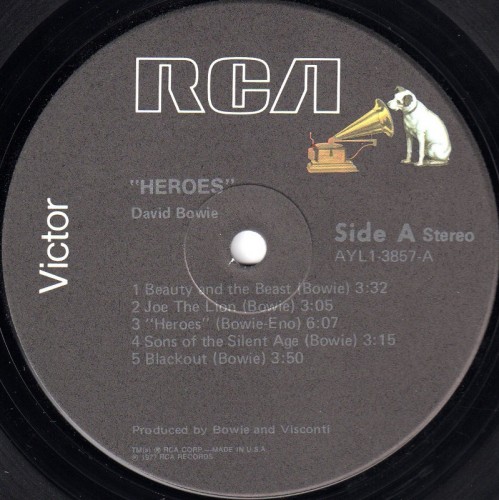 RCA
Victor
"HEROES"
David Bowie
Side A Stereo
AYL1-3857-A
1 Beauty and the Beast (Bowie) 3:32
2 Joe The Lion (Bowie) 3:05
3 "Heroes" (Bowie-Eno) 6:07
4 Sons of the Silent Age (Bowie) 3:15
5 Blackout (Bowie) 3:50
Produced by Bowie and Visconti
TM(s) ® RCA CORP.—MADE IN U.S.A.
℗ 1977 RCA RECORDS